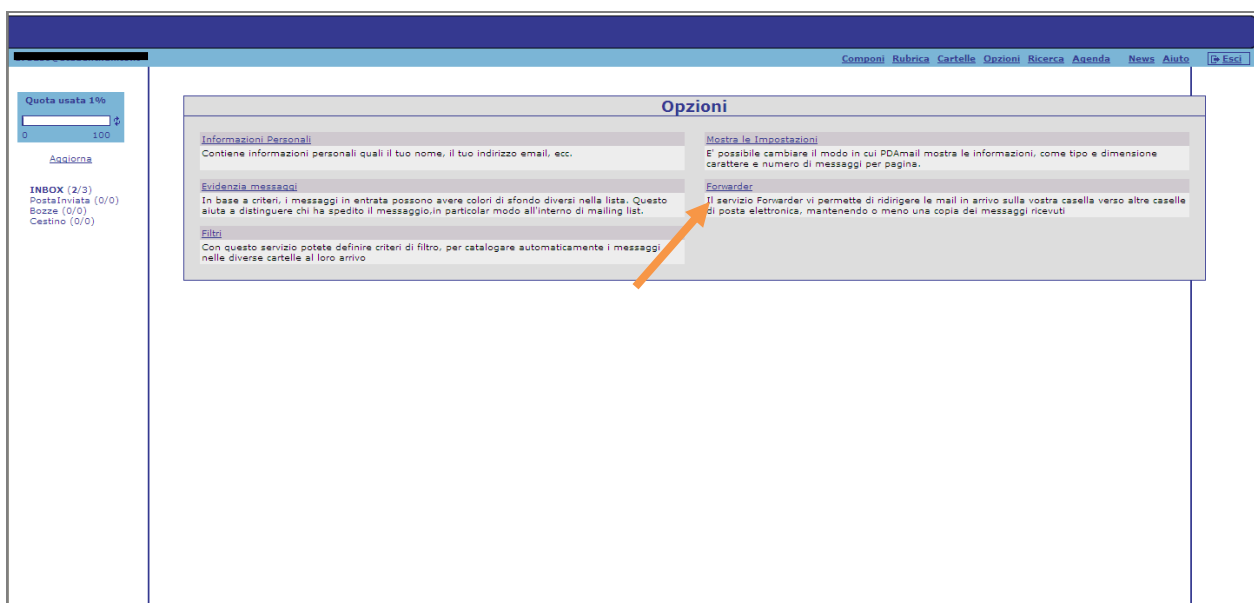 Componi Rubrica Cartelle Opzioni Ricerca Agenda News Aiuto Esci
Quota usata 1%
0 100
Aggiorna
INBOX (2/3)
PostaInviata (0/0)
Bozze (0/0)
Cestino (0/0)
Opzioni
Informazioni Personali
Contiene informazioni personali quali il tuo nome, il tuo indirizzo email, ecc.
Mostra le Impostazioni
E' possibile cambiare il modo in cui PDAmail mostra le informazioni, come tipo e dimensione
carattere e numero di messaggi per pagina.
Evidenzia messaggi
In base a criteri, i messaggi in entrata possono avere colori di sfondo diversi nella lista. Questo
aiuta a distinguere chi ha spedito il messaggio,in particolar modo all'interno di mailing list.
Forwarder
Il servizio Forwarder vi permette di ridirigere le mail in arrivo sulla vostra casella verso altre caselle
di posta elettronica, mantenendo o meno una copia dei messaggi ricevuti
Filtri
Con questo servizio potete definire criteri di filtro, per catalogare automaticamente i messaggi
nelle diverse cartelle al loro arrivo